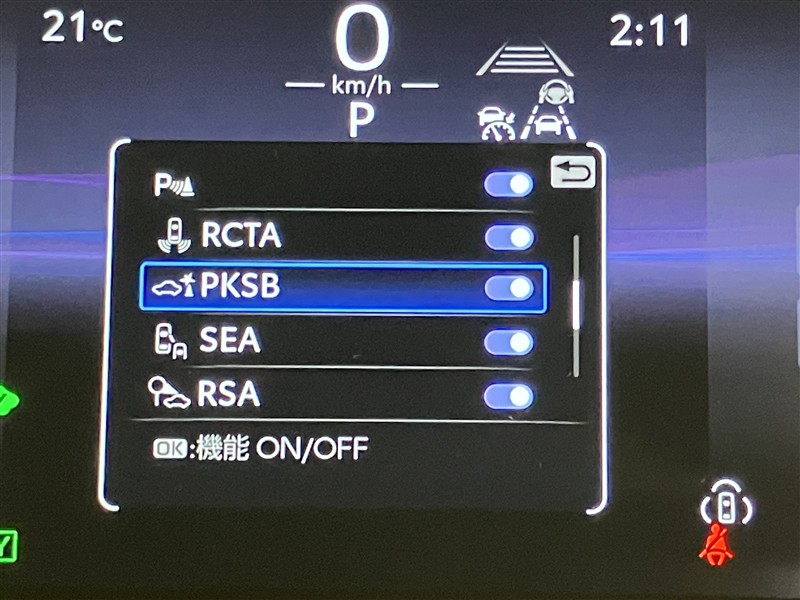 21℃
0
2:11
km/h
P
P
RCTA
PKSB
SEA
RSA
OK:機能 ON/OFF